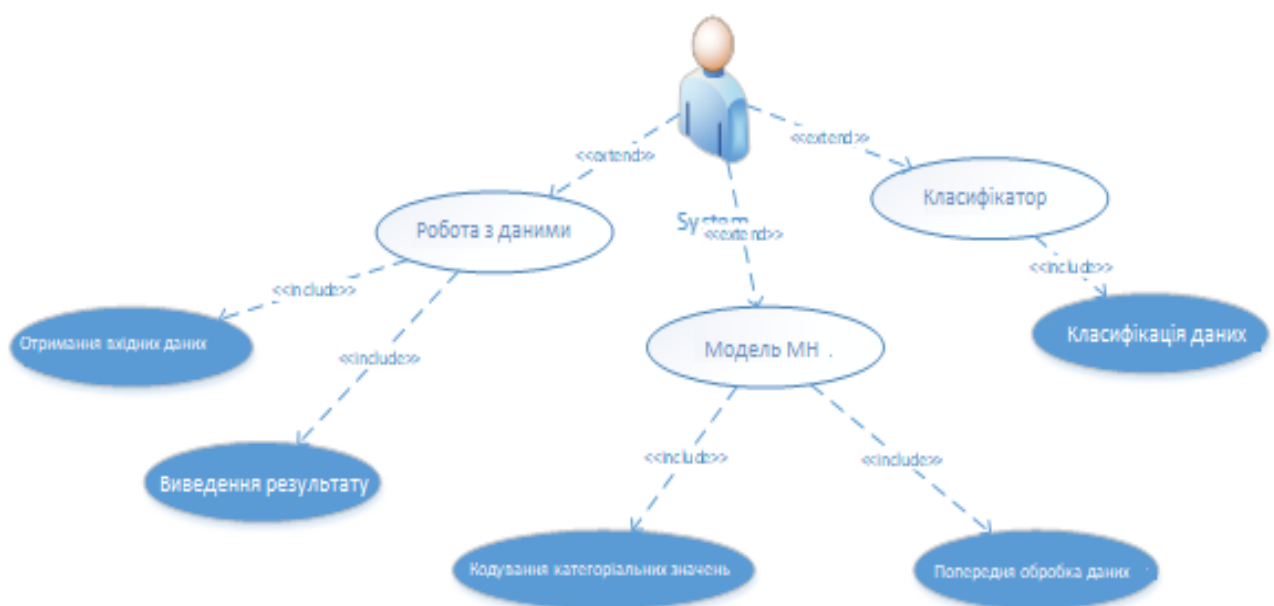 <<extend>>
<<extend>>
Класифікатор
System
<<extend>>
Робота з даними
<<include>>
<<include>>
Отримання вхідних даних
Класифікація даних
Модель МН .
<<include>>
<<include>>
<<include>>
Виведення результату
Кодування категоріальних значень
Попередня обробка даних